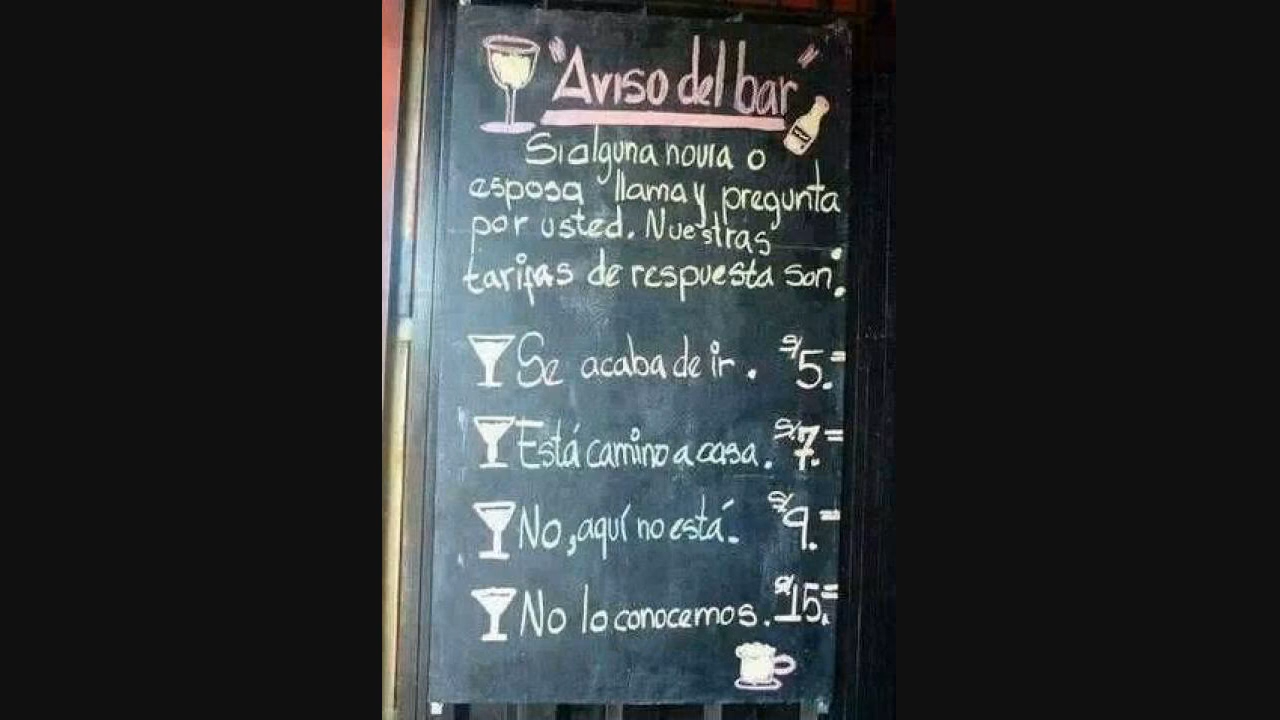 "Aviso del bar"
Si alguna novia o
esposa llama y pregunta
por usted. Nuestras
tarifas de respuesta son:
Se acaba de ir. S/5.=
Está camino a casa. S/.7.=
No, aquí no está. S/.9.=
No lo conocemos. S/.15.=